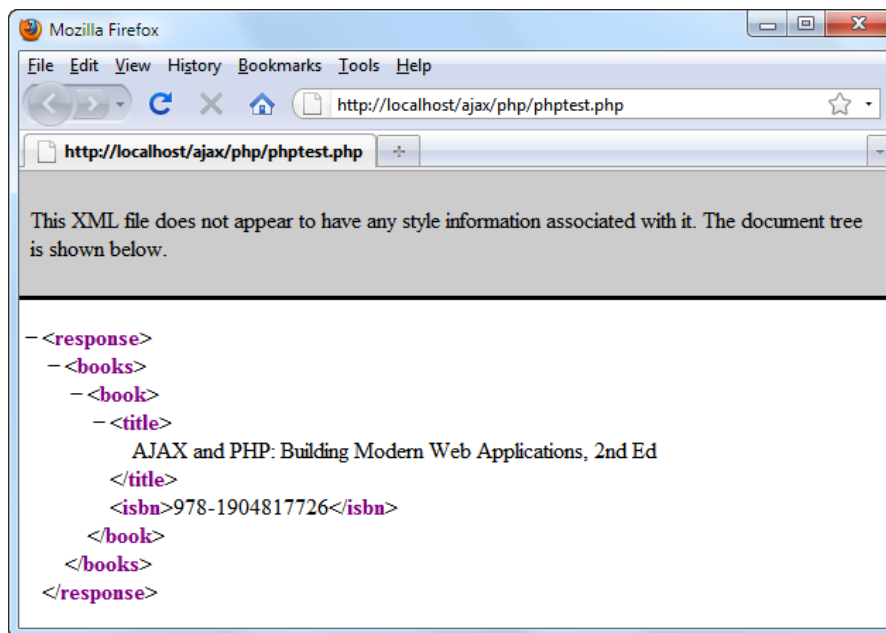 Mozilla Firefox
File Edit View History Bookmarks Tools Help
http://localhost/ajax/php/phptest.php
http://localhost/ajax/php/phptest.php
This XML file does not appear to have any style information associated with it. The document tree
is shown below.
−<response>
−<books>
−<book>
−<title>
AJAX and PHP: Building Modern Web Applications, 2nd Ed
</title>
<isbn>978-1904817726</isbn>
</book>
</books>
</response>